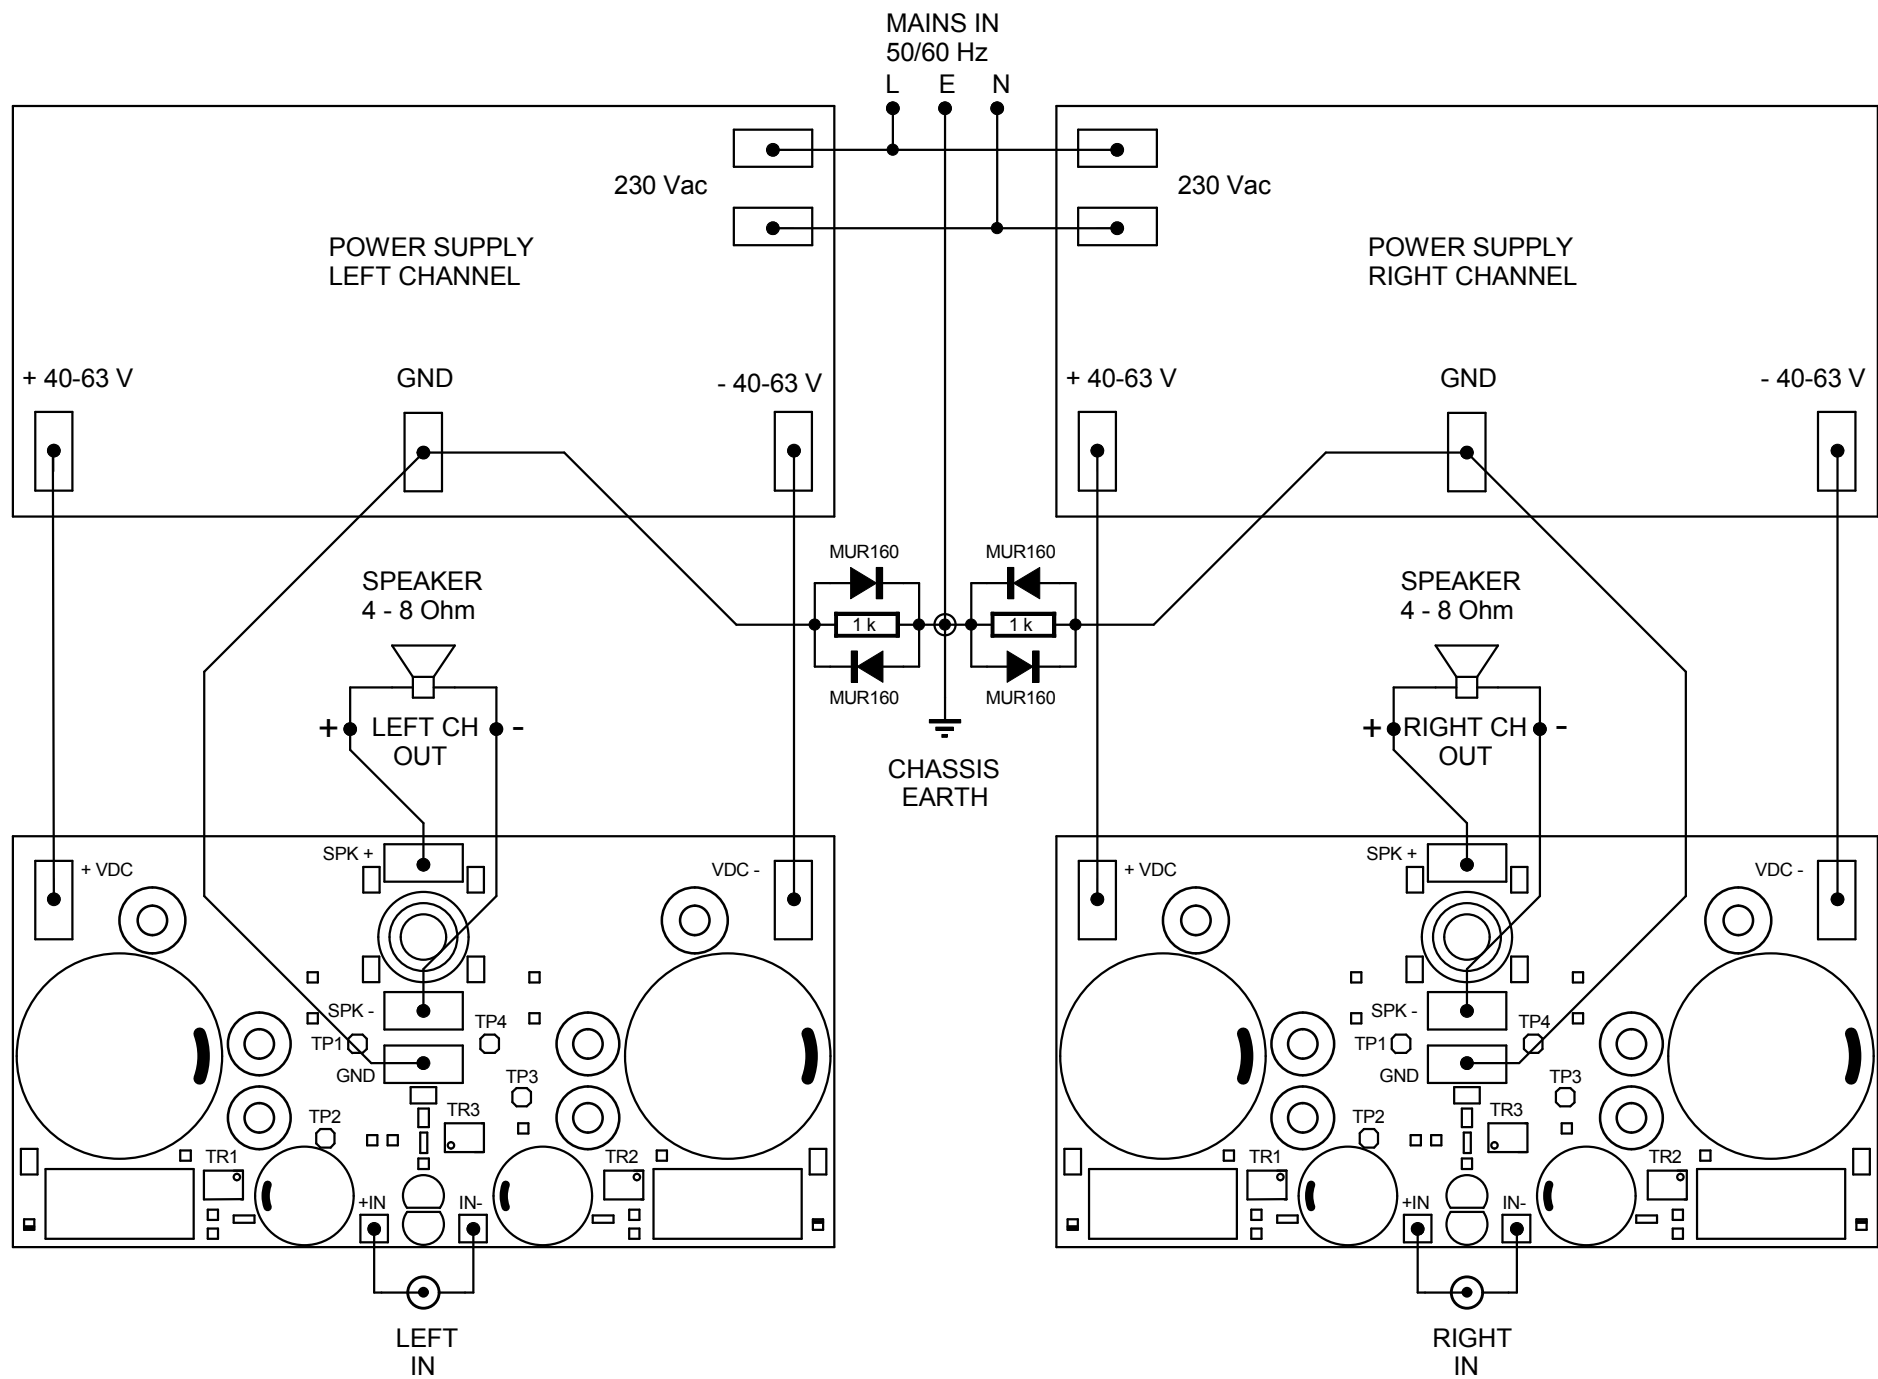 MAINS IN
50/60 Hz
L E N
230 Vac
230 Vac
POWER SUPPLY
LEFT CHANNEL
POWER SUPPLY
RIGHT CHANNEL
+ 40-63 V
GND
- 40-63 V
+ 40-63 V
GND
- 40-63 V
MUR160
MUR160
1 k
1 k
MUR160
MUR160
SPEAKER
4 - 8 Ohm
SPEAKER
4 - 8 Ohm
+ LEFT CH -
OUT
+ RIGHT CH -
OUT
CHASSIS
EARTH
SPK +
+ VDC
VDC -
SPK -
TP1
TP4
GND
TP3
TP2
TR3
TR1
TR2
+IN
IN-
LEFT
IN
SPK +
+ VDC
VDC -
SPK -
TP1
TP4
GND
TP3
TP2
TR3
TR1
TR2
+IN
IN-
RIGHT
IN